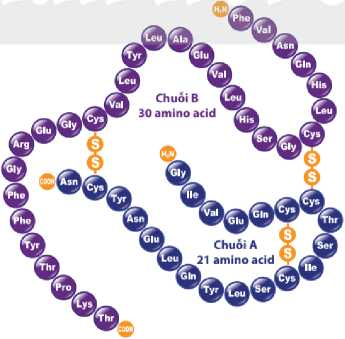 H₂N
Phe
Val
Asn
Gln
His
Leu
Cys
Gly
Ser
His
Leu
Val
Glu
Ala
Leu
Tyr
Leu
Val
Cys
Gly
Glu
Arg
Gly
Phe
Phe
Tyr
Thr
Pro
Lys
Thr
COOH
Chuỗi B
30 amino acid
S
S
S
S
H₂N
Gly
Ile
Val
Glu
Gln
Cys
Cys
Thr
Ser
Ile
Cys
Ser
Leu
Tyr
Gln
Leu
Glu
Asn
Tyr
Cys
Asn
COOH
Chuỗi A
21 amino acid
S
S